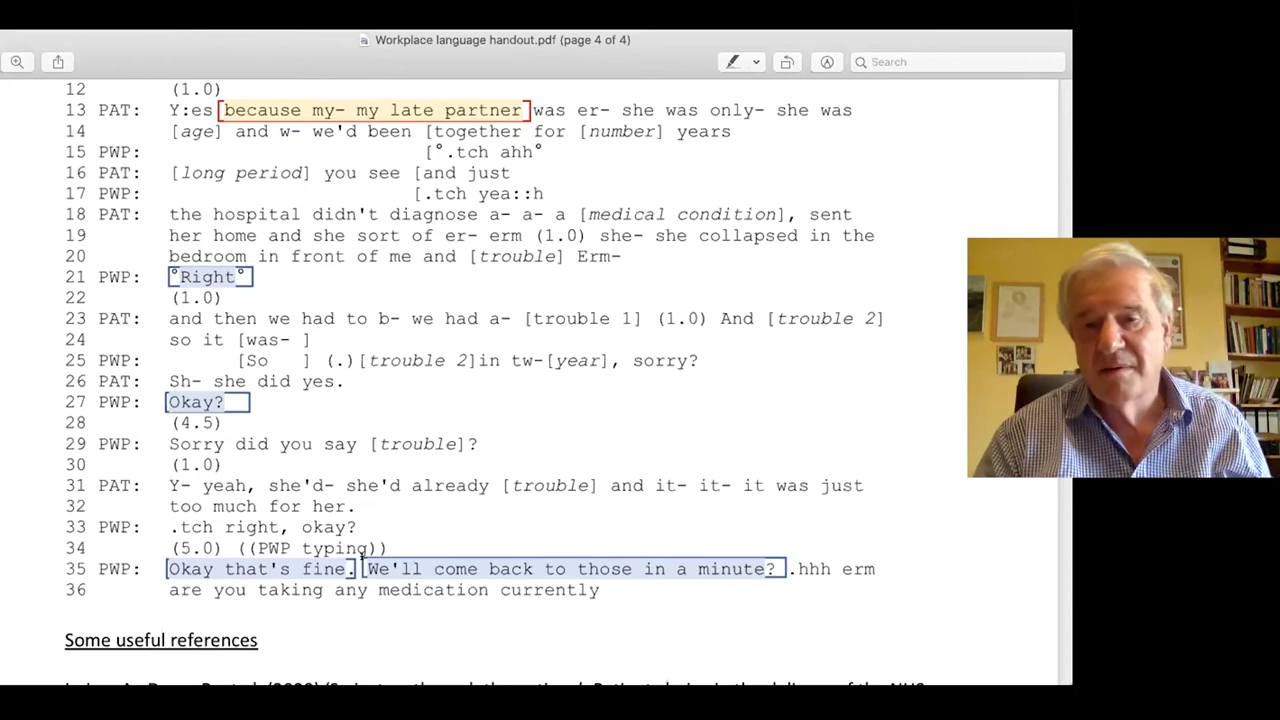 Workplace language handout.pdf (page 4 of 4)
Search
12 (1.0)
13 PAT: Y:es because my- my late partner was er- she was only- she was
14 [age] and w- we'd been [together for [number] years
15 PWP: [°.tch ahh°
16 PAT: [long period] you see [and just
17 PWP: [.tch yea::h
18 PAT: the hospital didn't diagnose a- a- a [medical condition], sent
19 her home and she sort of er- erm (1.0) she- she collapsed in the
20 bedroom in front of me and [trouble] Erm-
21 PWP: °Right°
22 (1.0)
23 PAT: and then we had to b- we had a- [trouble 1] (1.0) And [trouble 2]
24 so it [was- ]
25 PWP: [So ] (.)[trouble 2]in tw-[year], sorry?
26 PAT: Sh- she did yes.
27 PWP: Okay?
28 (4.5)
29 PWP: Sorry did you say [trouble]?
30 (1.0)
31 PAT: Y- yeah, she'd- she'd already [trouble] and it- it- it was just
32 too much for her.
33 PWP: .tch right, okay?
34 (5.0) ((PWP typing))
35 PWP: Okay that's fine. We'll come back to those in a minute? .hhh erm
36 are you taking any medication currently
Some useful references